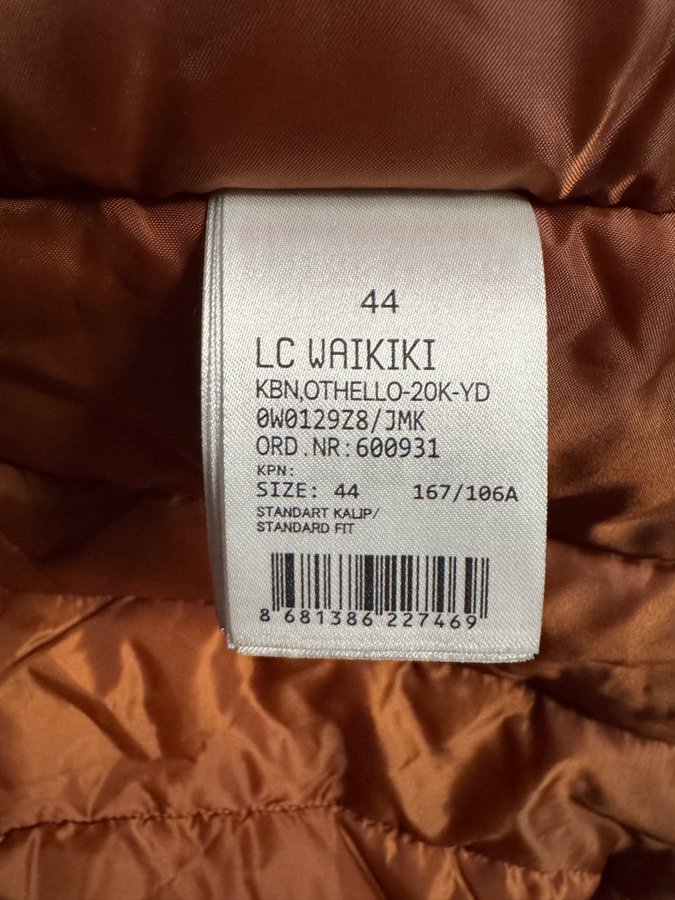 44
LC WAIKIKI
KBN,OTHELLO-20K-YD
0W0129Z8/JMK
ORD.NR:600931
KPN:
SIZE: 44 167/106A
STANDART KALIP/
STANDARD FIT
8 681386 227469